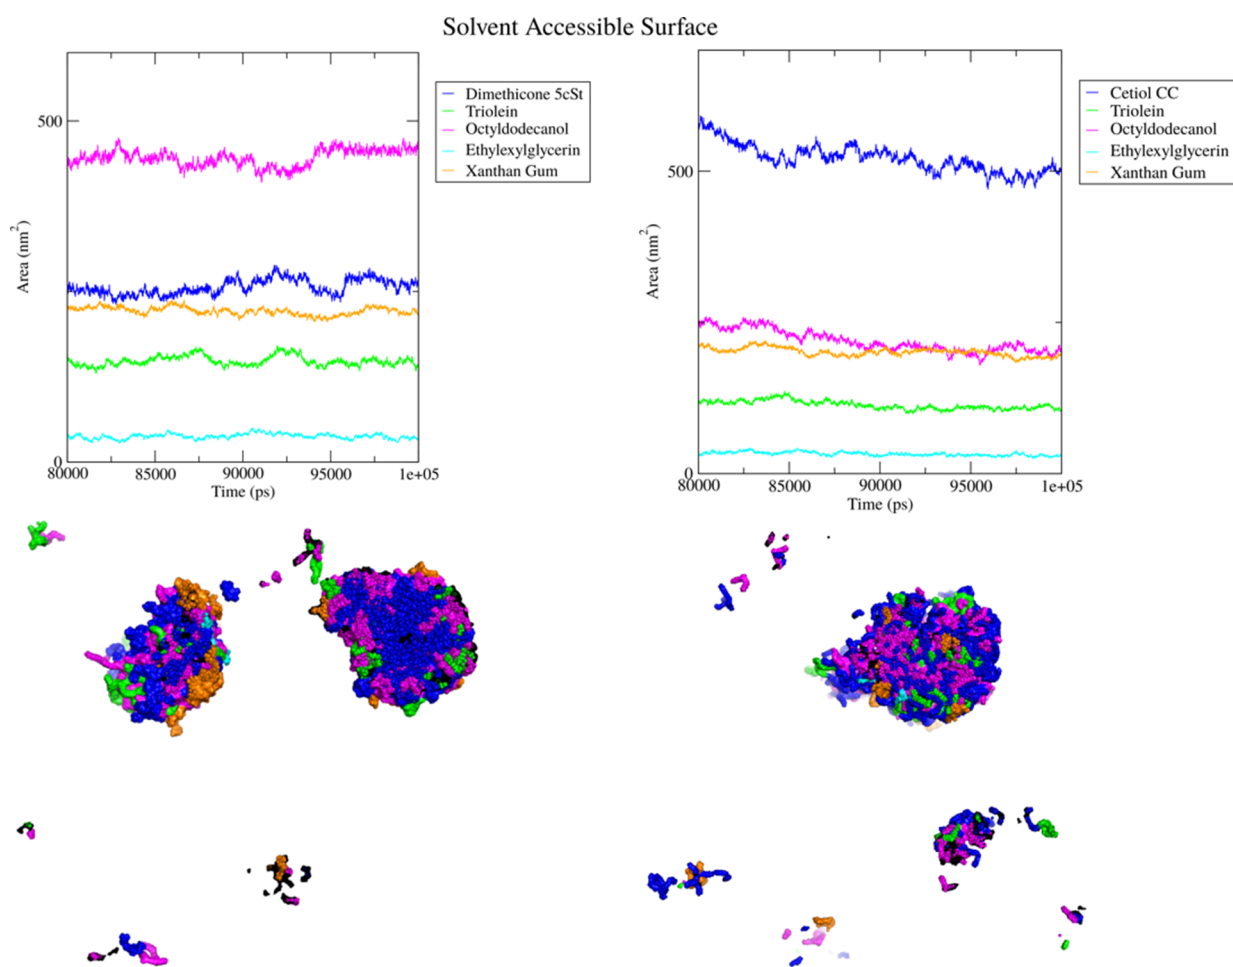 Solvent Accessible Surface
500
0
80000 85000 90000 95000 1e+05
Time (ps)
Area (nm2)
Dimethicone 5cSt
Triolein
Octyldodecanol
Ethylexylglycerin
Xanthan Gum
500
0
80000 85000 90000 95000 1e+05
Time (ps)
Area (nm2)
Cetiol CC
Triolein
Octyldodecanol
Ethylexylglycerin
Xanthan Gum